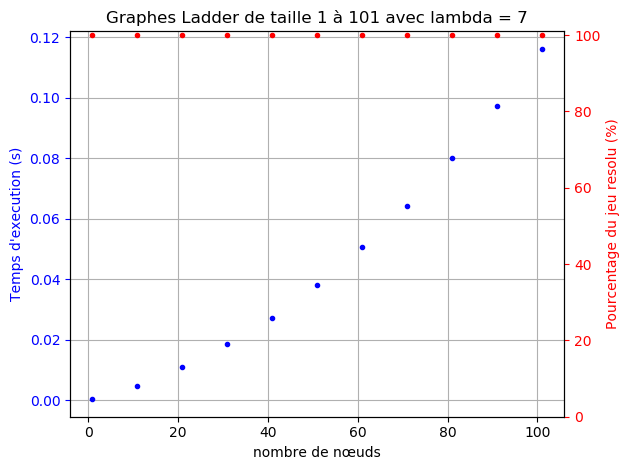 Graphes Ladder de taille 1 à 101 avec lambda = 7
0.12
0.10
0.08
0.06
0.04
0.02
0.00
Temps d'execution (s)
100
80
60
40
20
0
Pourcentage du jeu resolu (%)
0 20 40 60 80 100
nombre de nœuds